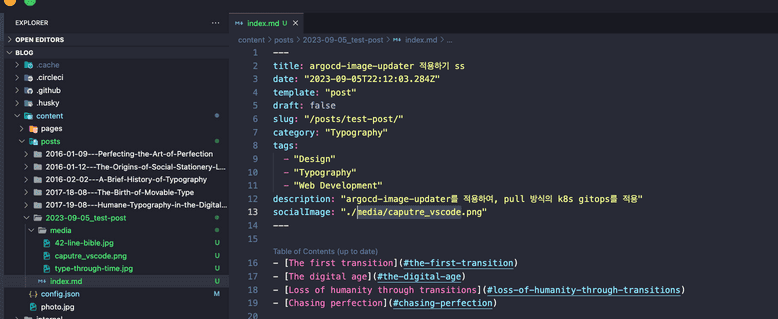 EXPLORER
OPEN EDITORS
BLOG
.cache
.circleci
.github
.husky
content
pages
posts
2016-01-09---Perfecting-the-Art-of-Perfection
2016-01-12---The-Origins-of-Social-Stationery-L...
2016-02-02---A-Brief-History-of-Typography
2017-18-08---The-Birth-of-Movable-Type
2017-18-08---Humane-Typography-in-the-Digital...
2023-09-05_test-post
media
42-line-bible.jpg U
caputre_vscode.png U
type-through-time.jpg U
index.md U
config.json M
photo.jpg
internal
index.md U
content > posts > 2023-09-05_test-post > index.md > ...
1 ---
2 title: argocd-image-updater 적용하기 ss
3 date: "2023-09-05T22:12:03.284Z"
4 template: "post"
5 draft: false
6 slug: "/posts/test-post/"
7 category: "Typography"
8 tags:
9 - "Design"
10 - "Typography"
11 - "Web Development"
12 description: "argocd-image-updater를 적용하여, pull 방식의 k8s gitops를 적용"
13 socialImage: "./media/caputre_vscode.png"
14 ---
15
Table of Contents (up to date)
16 - [The first transition](#the-first-transition)
17 - [The digital age](#the-digital-age)
18 - [Loss of humanity through transitions](#loss-of-humanity-through-transitions)
19 - [Chasing perfection](#chasing-perfection)
20